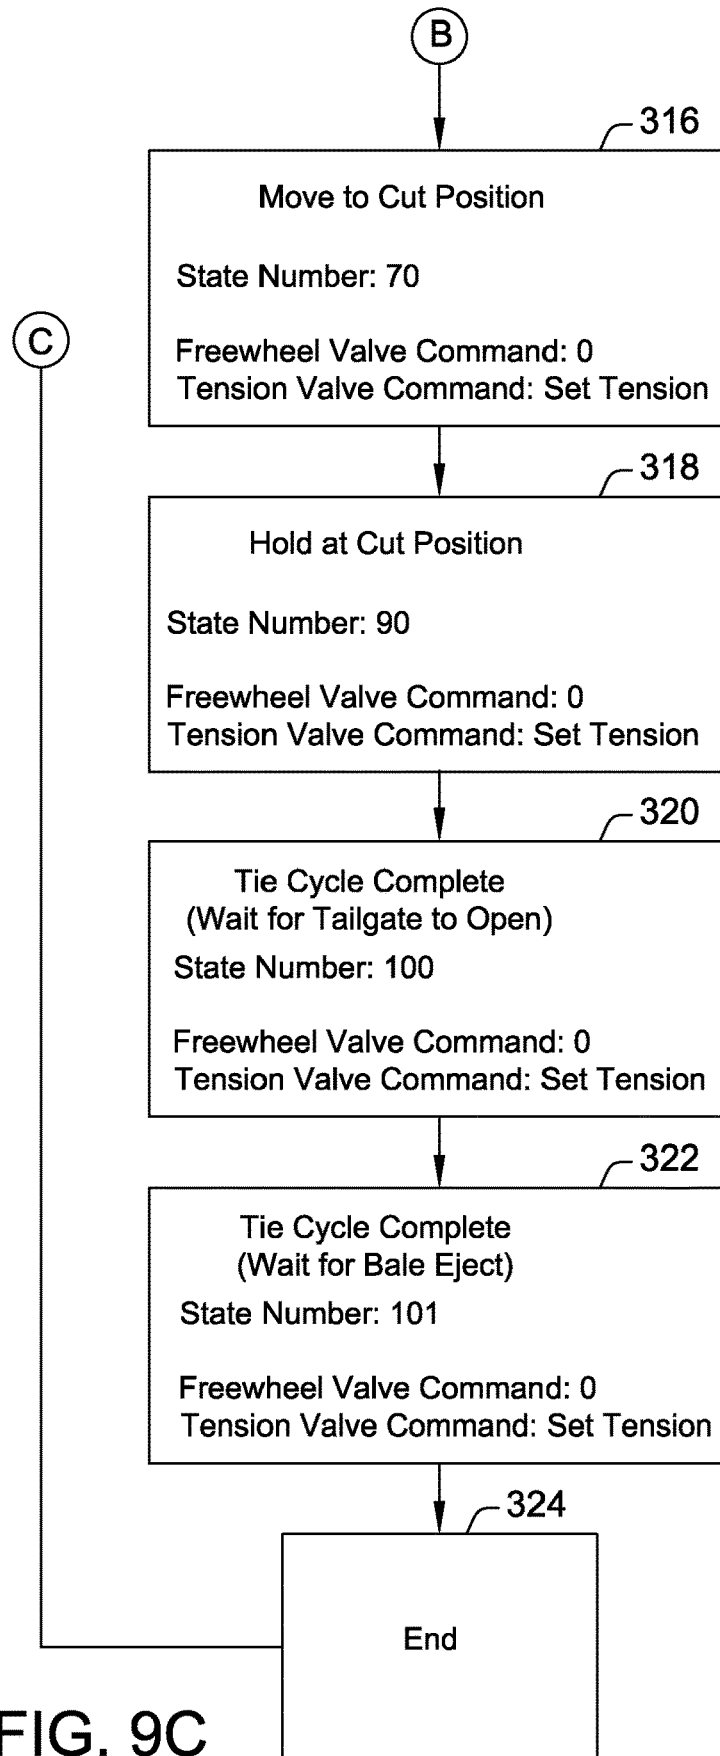 B
316
Move to Cut Position
State Number: 70
Freewheel Valve Command: 0
Tension Valve Command: Set Tension
C
318
Hold at Cut Position
State Number: 90
Freewheel Valve Command: 0
Tension Valve Command: Set Tension
320
Tie Cycle Complete
(Wait for Tailgate to Open)
State Number: 100
Freewheel Valve Command: 0
Tension Valve Command: Set Tension
322
Tie Cycle Complete
(Wait for Bale Eject)
State Number: 101
Freewheel Valve Command: 0
Tension Valve Command: Set Tension
324
End
FIG. 9C